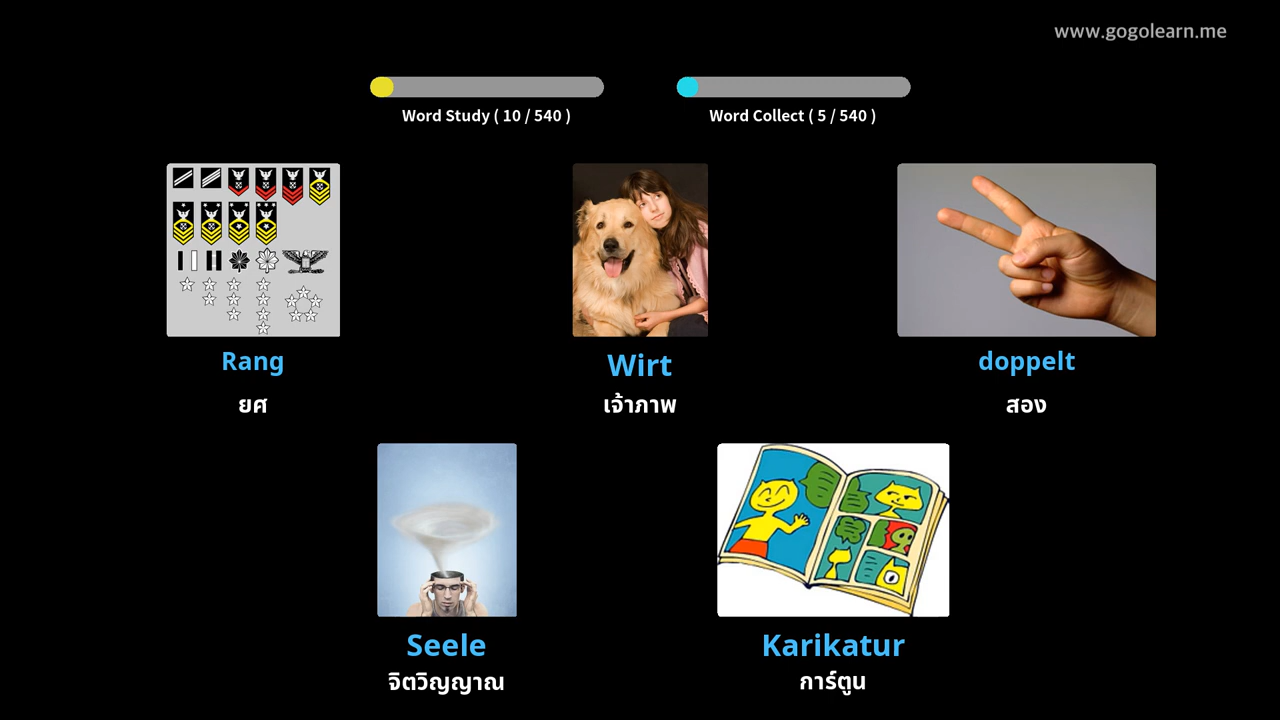 www.gogolearn.me
Word Study ( 10 / 540 )
Word Collect ( 5 / 540 )
Rang
ยศ
Wirt
เจ้าภาพ
doppelt
สอง
Seele
จิตวิญญาณ
Karikatur
การ์ตูน